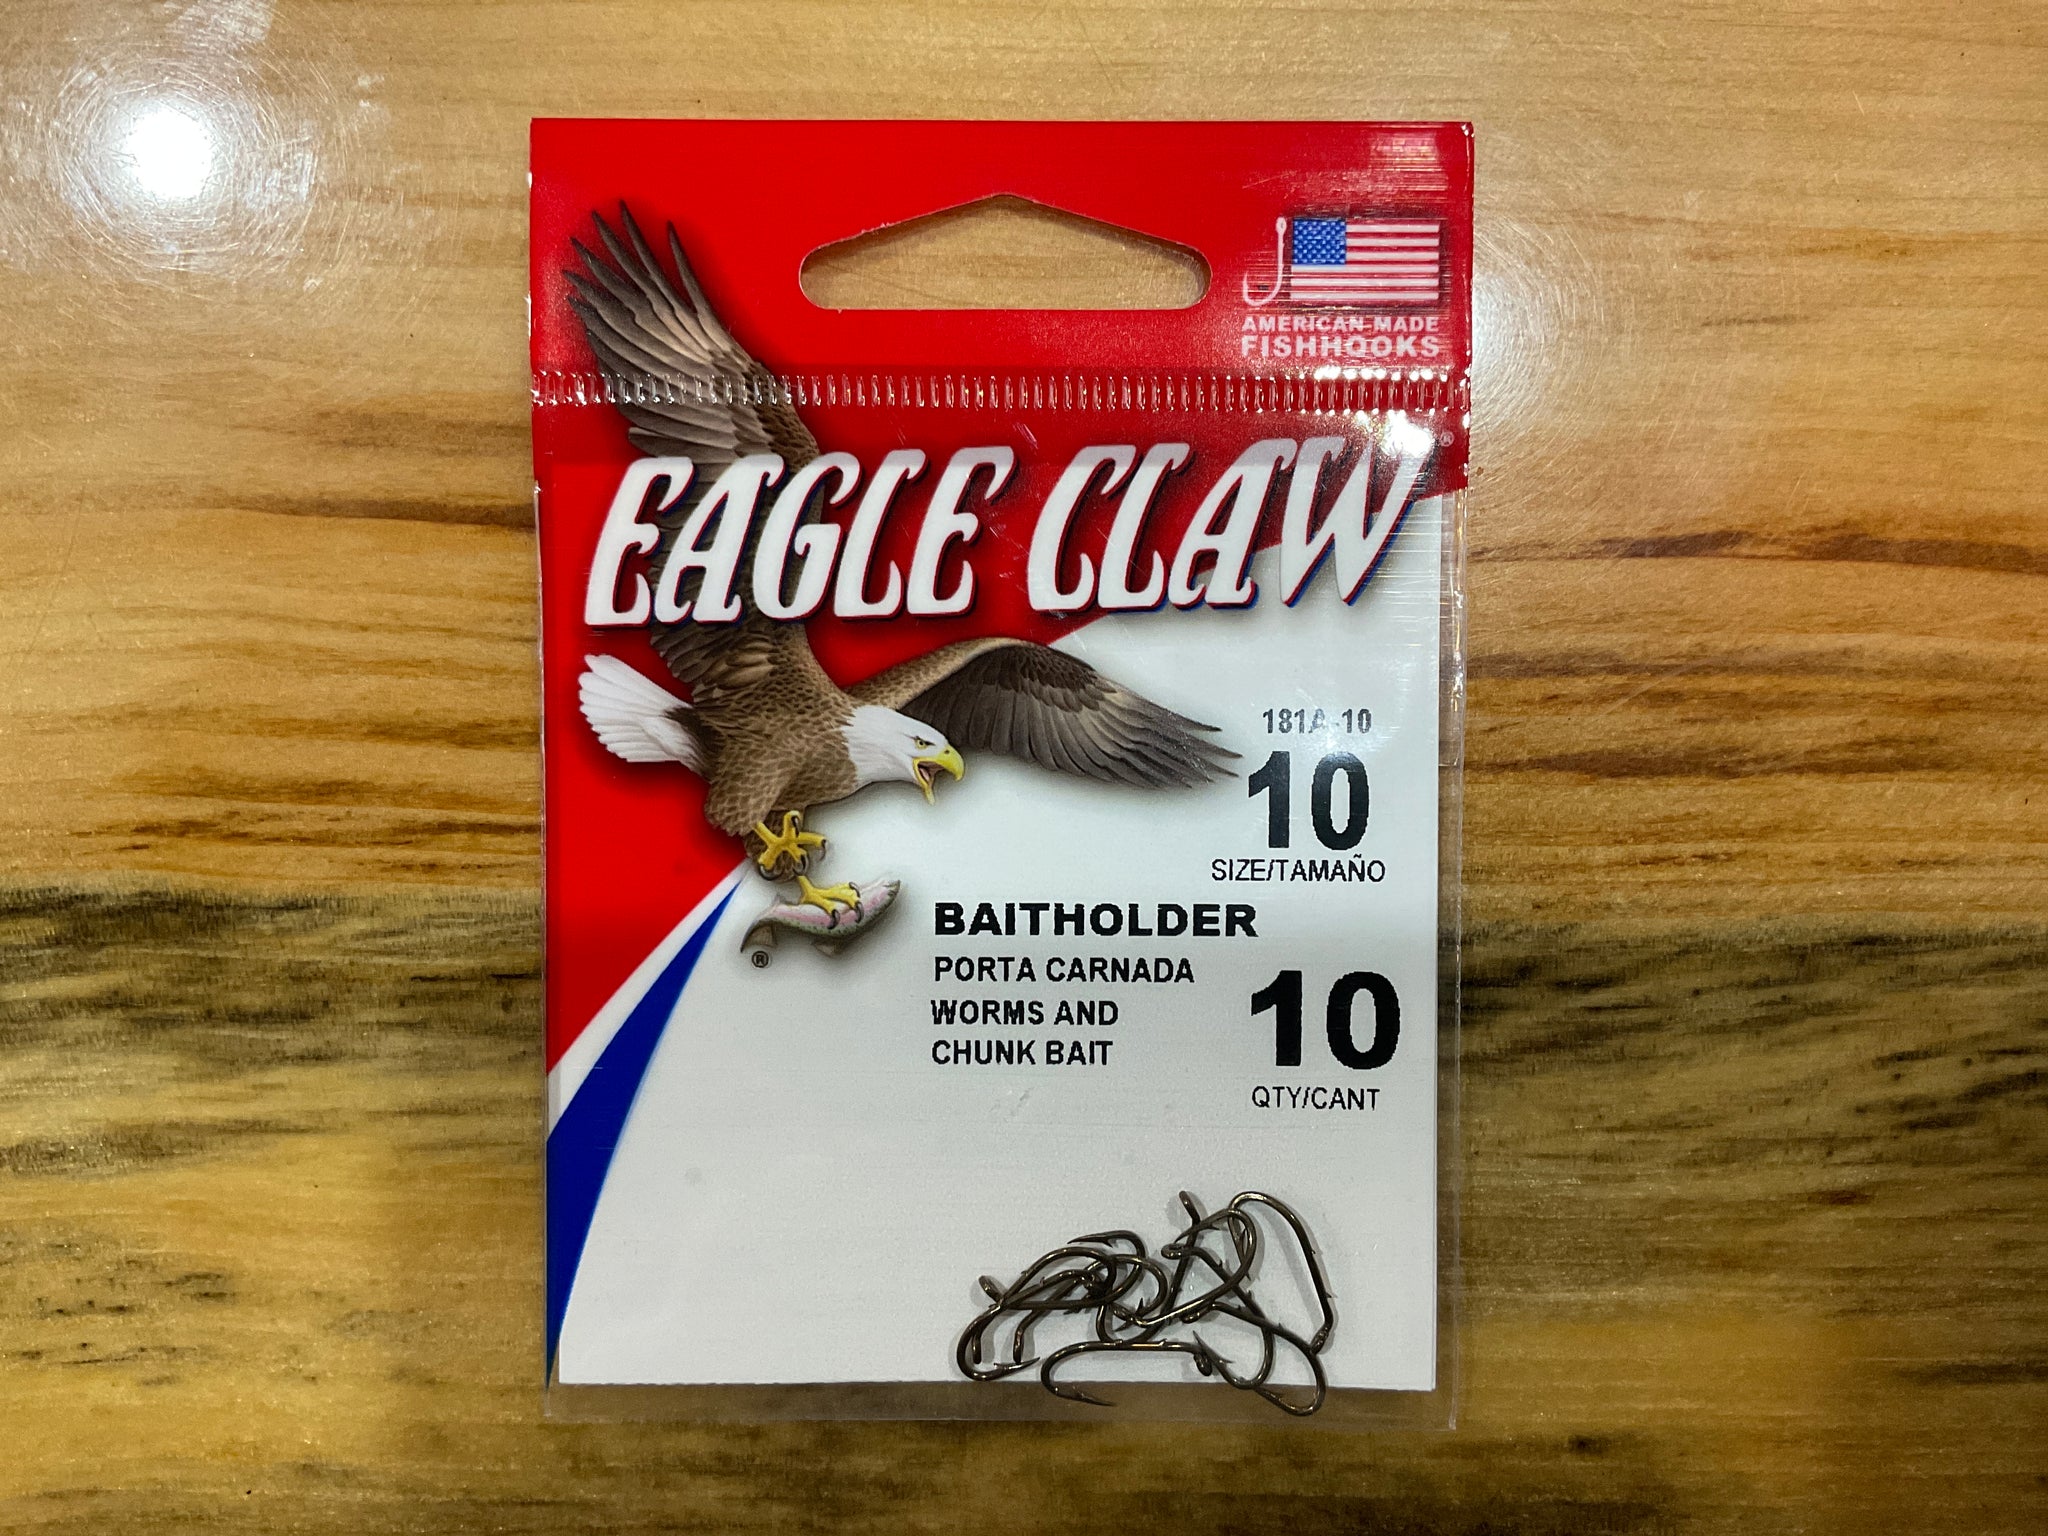 AMERICAN-MADE
FISHHOOKS
EAGLE CLAW®
181A-10
10
SIZE/TAMAÑO
BAITHOLDER
PORTA CARNADA
WORMS AND
CHUNK BAIT
10
QTY/CANT
®